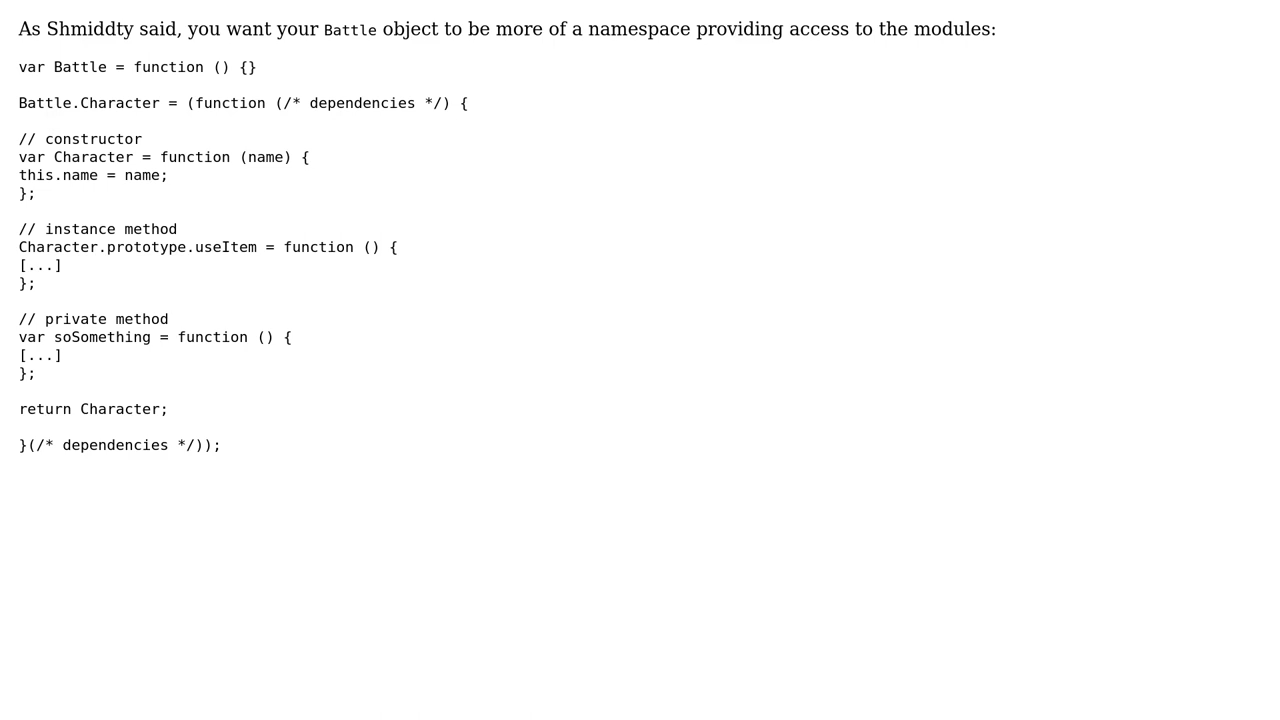 As Shmiddty said, you want your Battle object to be more of a namespace providing access to the modules:
var Battle = function () {}
Battle.Character = (function (/* dependencies */) {
// constructor
var Character = function (name) {
this.name = name;
};
// instance method
Character.prototype.useItem = function () {
[...]
};
// private method
var soSomething = function () {
[...]
};
return Character;
}(/* dependencies */));